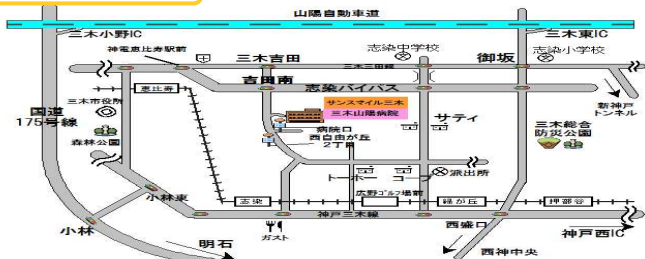 山陽自動車道
三木小野IC
三木東IC
神電恵比寿駅前
三木吉田
三木三田線
志染中学校
御坂
志染小学校
吉田南
志染バイパス
恵比寿
国道
175号線
三木市役所
サンスマイル三木
三木山陽病院
新神戸
トンネル
病院口
西自由が丘
2丁目
サティ
三木総合
防災公園
森林公園
トーホー
コープ
派出所
小林東
志染
広野ゴルフ場前
緑が丘
押部谷
小林
神戸三木線
ガスト
西盛口
神戸西IC
明石
西神中央